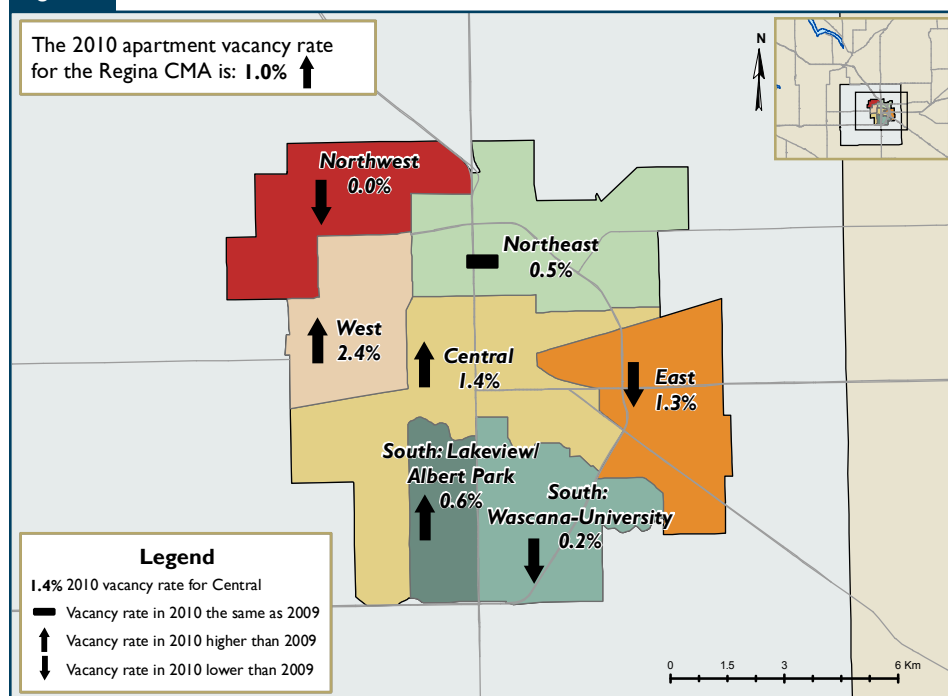 The 2010 apartment vacancy rate
for the Regina CMA is: 1.0%
N
Northwest
0.0%
Northeast
0.5%
West
2.4%
Central
1.4%
East
1.3%
South: Lakeview/
Albert Park
0.6%
South:
Wascana-University
0.2%
Legend
1.4% 2010 vacancy rate for Central
Vacancy rate in 2010 the same as 2009
Vacancy rate in 2010 higher than 2009
Vacancy rate in 2010 lower than 2009
0 1.5 3 6 Km